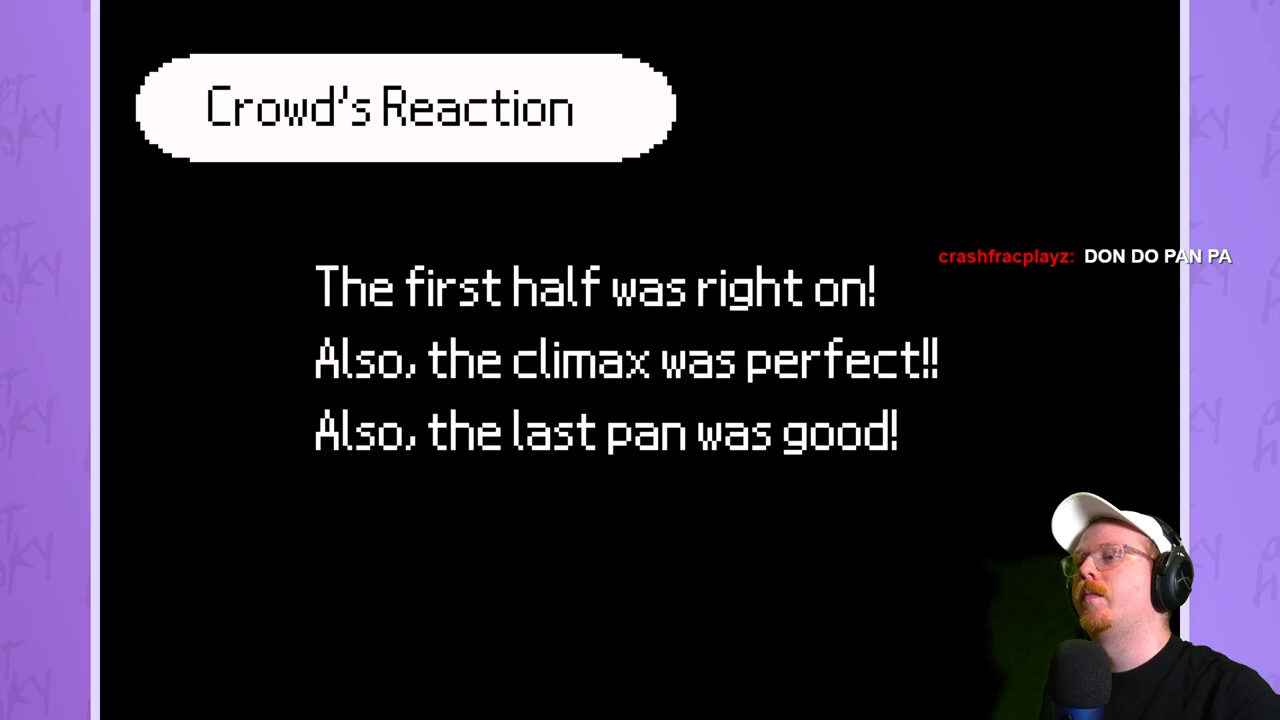 Crowd's Reaction
crashfracplayz: DON DO PAN PA
The first half was right on!
Also, the climax was perfect!!
Also, the last pan was good!